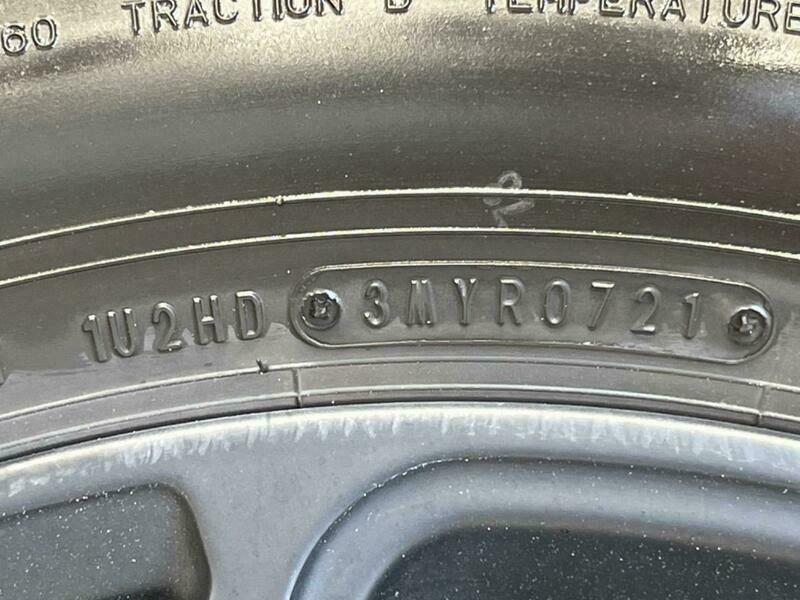 60 TRACTION B TEMPERATURE
1U2HD 3MYR0721